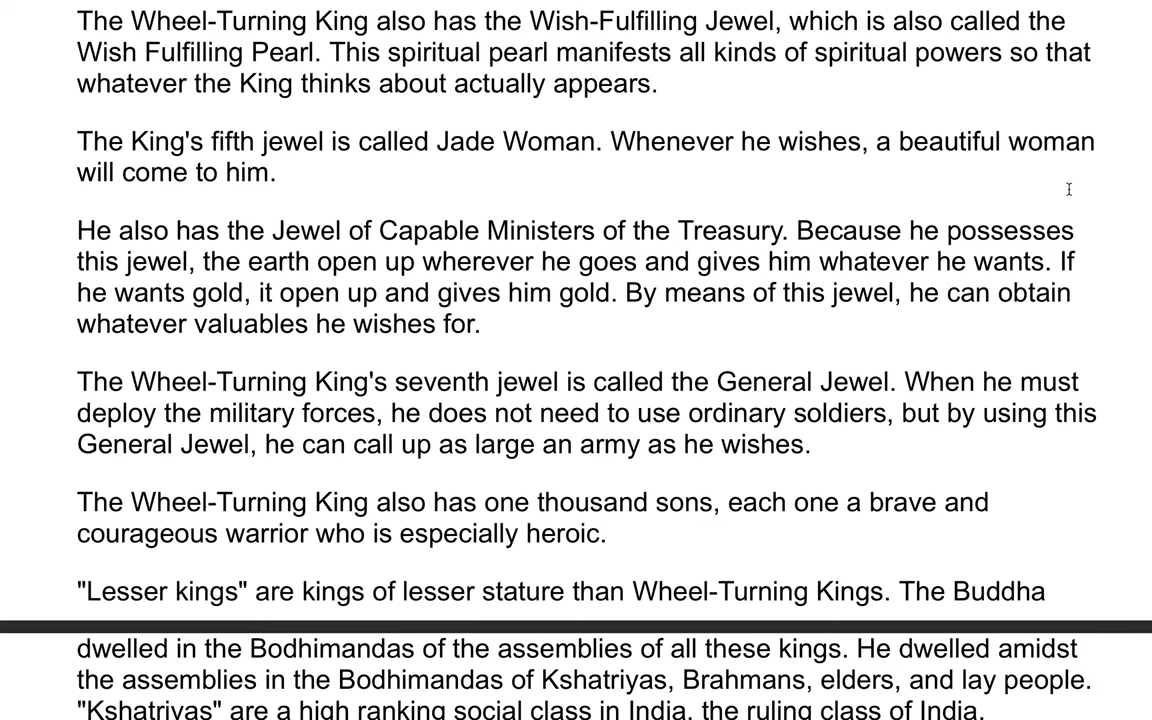 The Wheel-Turning King also has the Wish-Fulfilling Jewel, which is also called the
Wish Fulfilling Pearl. This spiritual pearl manifests all kinds of spiritual powers so that
whatever the King thinks about actually appears.
The King's fifth jewel is called Jade Woman. Whenever he wishes, a beautiful woman
will come to him.
He also has the Jewel of Capable Ministers of the Treasury. Because he possesses
this jewel, the earth open up wherever he goes and gives him whatever he wants. If
he wants gold, it open up and gives him gold. By means of this jewel, he can obtain
whatever valuables he wishes for.
The Wheel-Turning King's seventh jewel is called the General Jewel. When he must
deploy the military forces, he does not need to use ordinary soldiers, but by using this
General Jewel, he can call up as large an army as he wishes.
The Wheel-Turning King also has one thousand sons, each one a brave and
courageous warrior who is especially heroic.
"Lesser kings" are kings of lesser stature than Wheel-Turning Kings. The Buddha
dwelled in the Bodhimandas of the assemblies of all these kings. He dwelled amidst
the assemblies in the Bodhimandas of Kshatriyas, Brahmans, elders, and lay people.
"Kshatriyas" are a high ranking social class in India, the ruling class of India.